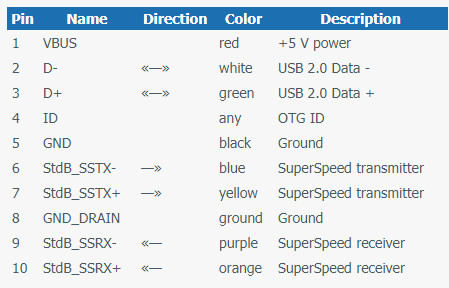 Pin Name Direction Color Description
1 VBUS red +5 V power
2 D- «—» white USB 2.0 Data -
3 D+ «—» green USB 2.0 Data +
4 ID any OTG ID
5 GND black Ground
6 StdB_SSTX- —» blue SuperSpeed transmitter
7 StdB_SSTX+ —» yellow SuperSpeed transmitter
8 GND_DRAIN ground Ground
9 StdB_SSRX- «— purple SuperSpeed receiver
10 StdB_SSRX+ «— orange SuperSpeed receiver